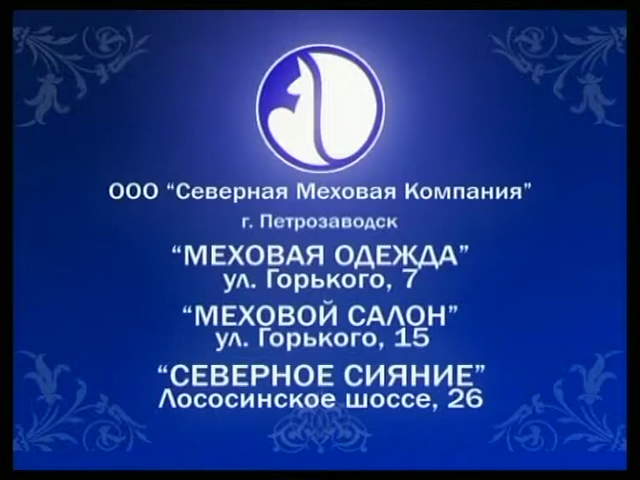 ООО “Северная Меховая Компания”
г. Петрозаводск
“МЕХОВАЯ ОДЕЖДА”
ул. Горького, 7
“МЕХОВОЙ САЛОН”
ул. Горького, 15
“СЕВЕРНОЕ СИЯНИЕ”
Лососинское шоссе, 26